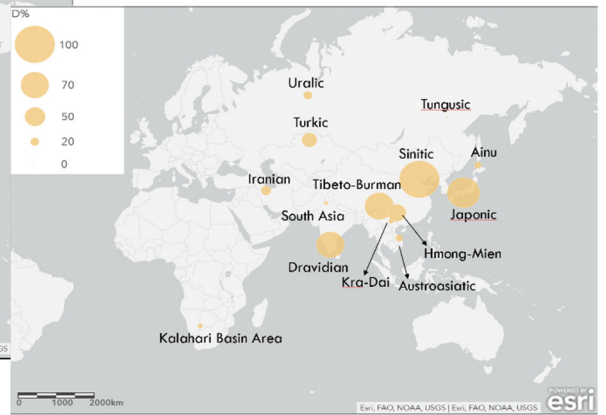 D%
100
70
50
20
0
Uralic
Tungusic
Turkic
Sinitic
Ainu
Iranian
Tibeto-Burman
South Asia
Japonic
Dravidian
Hmong-Mien
Kra-Dai
Austroasiatic
Kalahari Basin Area
GS
1000
2000km
Esri, FAO, NOAA, USGS | Esri, FAO, NOAA, USGS
POWERED BY
esri